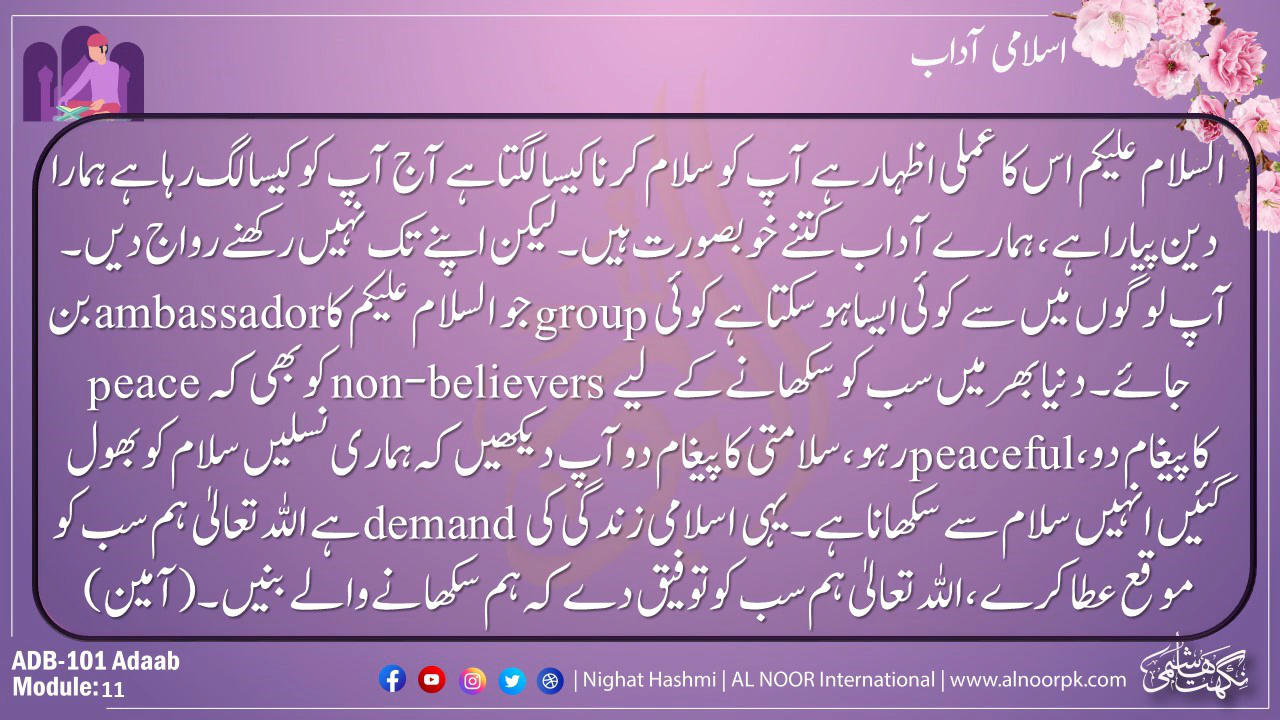 اسلامی آداب
السلام علیکم اس کا عملی اظہار ہے آپ کو سلام کرنا کیسا لگتا ہے آج آپ کو کیسا لگ رہا ہے ہمارا
دین پیارا ہے، ہمارے آداب کتنے خوبصورت ہیں۔ لیکن اپنے تک نہیں رکھنے رواج دیں۔
آپ لوگوں میں سے کوئی ایسا ہو سکتا ہے کوئی group جو السلام علیکم کا ambassador بن
جائے۔ دنیا بھر میں سب کو سکھانے کے لیے non-believers کو بھی کہ peace
کا پیغام دو، peaceful رہو، سلامتی کا پیغام دو آپ دیکھیں کہ ہماری نسلیں سلام کو بھول
گئیں انہیں سلام سے سکھانا ہے۔ یہی اسلامی زندگی کی demand ہے اللہ تعالیٰ ہم سب کو
موقع عطا کرے، اللہ تعالیٰ ہم سب کو توفیق دے کہ ہم سکھانے والے بنیں۔ (آمین)
ADB-101 Adaab
Module:11
| Nighat Hashmi | AL NOOR International | www.alnoorpk.com
نگہت ہاشمی